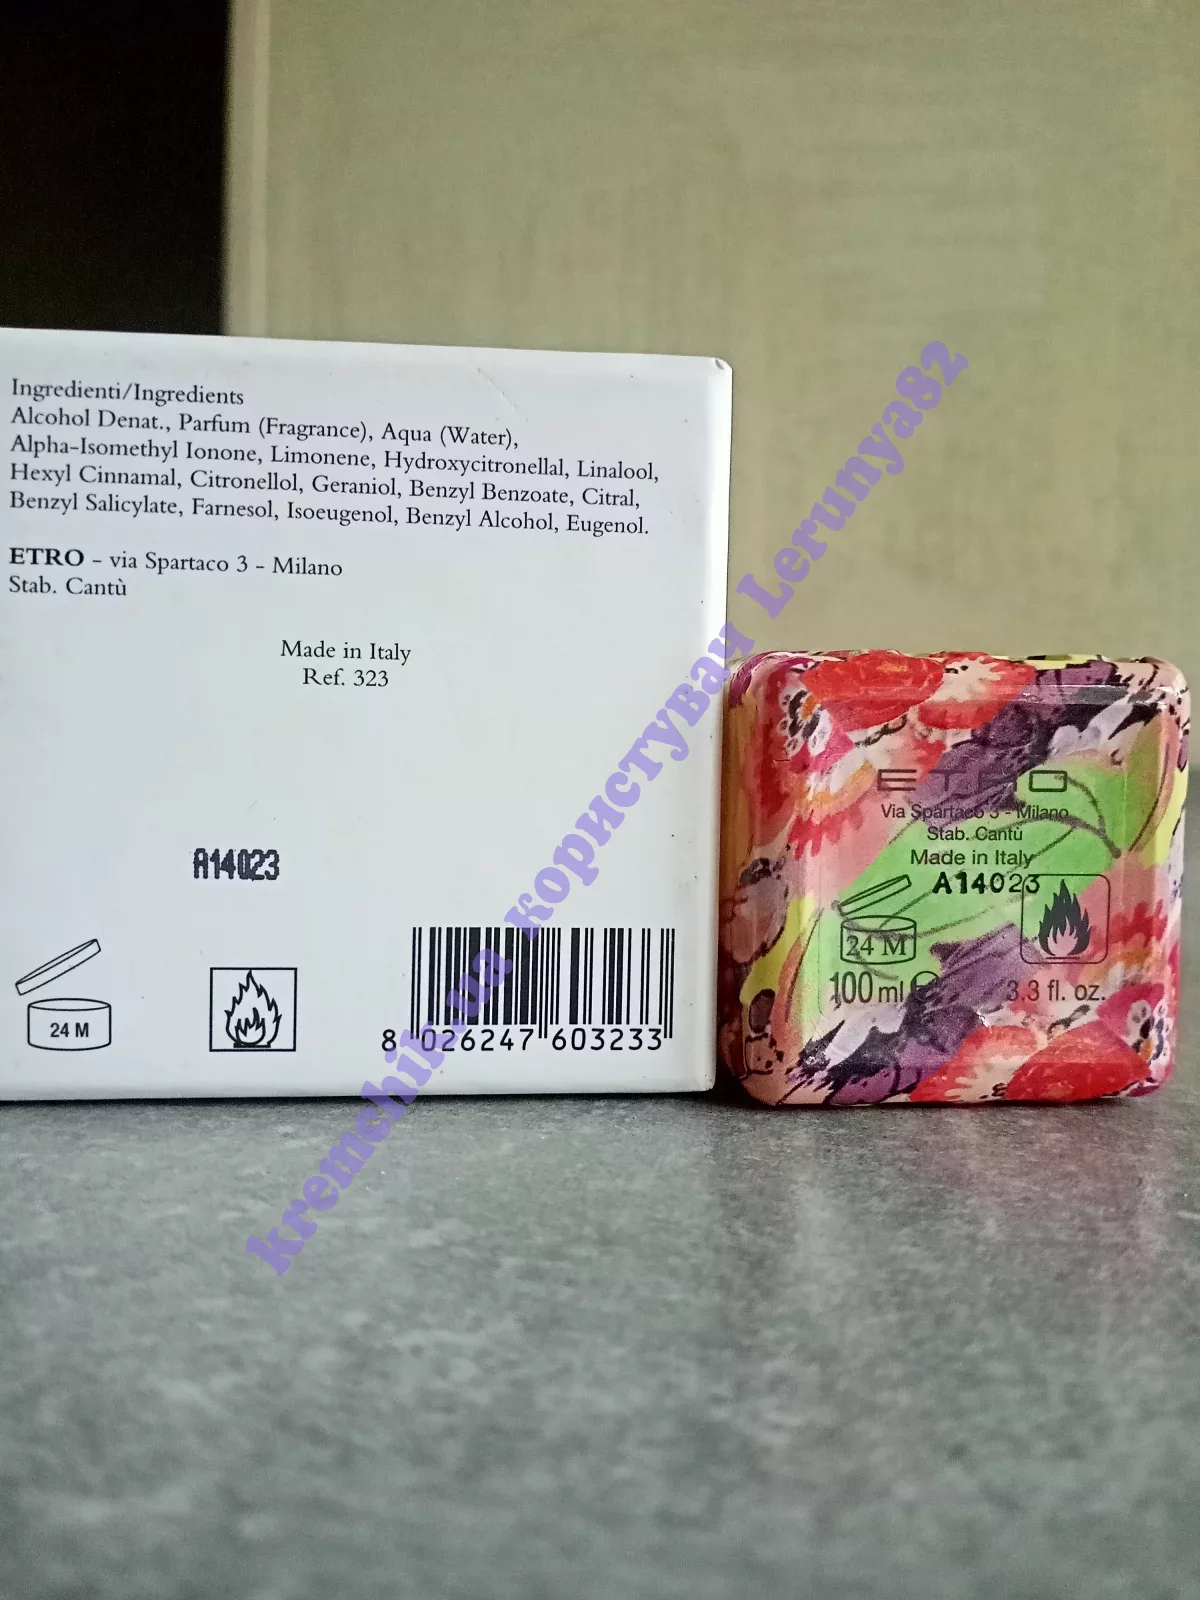 Ingredienti/Ingredients
Alcohol Denat., Parfum (Fragrance), Aqua (Water),
Alpha-Isomethyl Ionone, Limonene, Hydroxycitronellal, Linalool,
Hexyl Cinnamal, Citronellol, Geraniol, Benzyl Benzoate, Citral,
Benzyl Salicylate, Farnesol, Isoeugenol, Benzyl Alcohol, Eugenol.
ETRO - via Spartaco 3 - Milano
Stab. Cantù
Made in Italy
Ref. 323
A14023
24 M
8 026247 603233
ETRO
Via Spartaco 3 - Milano
Stab. Cantù
Made in Italy
A14023
24 M
100 ml e 3.3 fl. oz.
kremchik.ua користувач Lerunya82